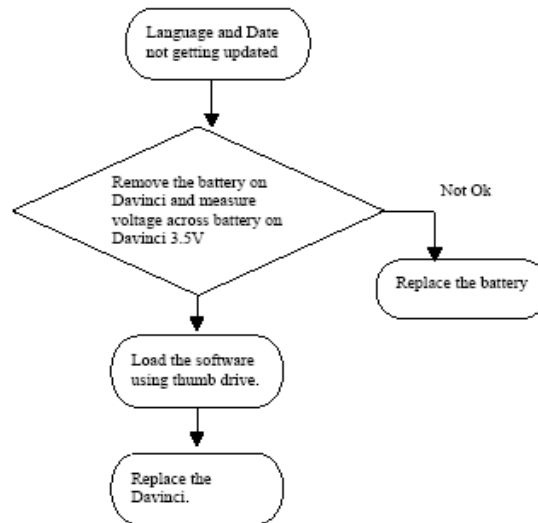 Language and Date
not getting updated
Remove the battery on
Davinci and measure
voltage across battery on
Davinci 3.5V
Not Ok
Replace the battery
Load the software
using thumb drive.
Replace the
Davinci.